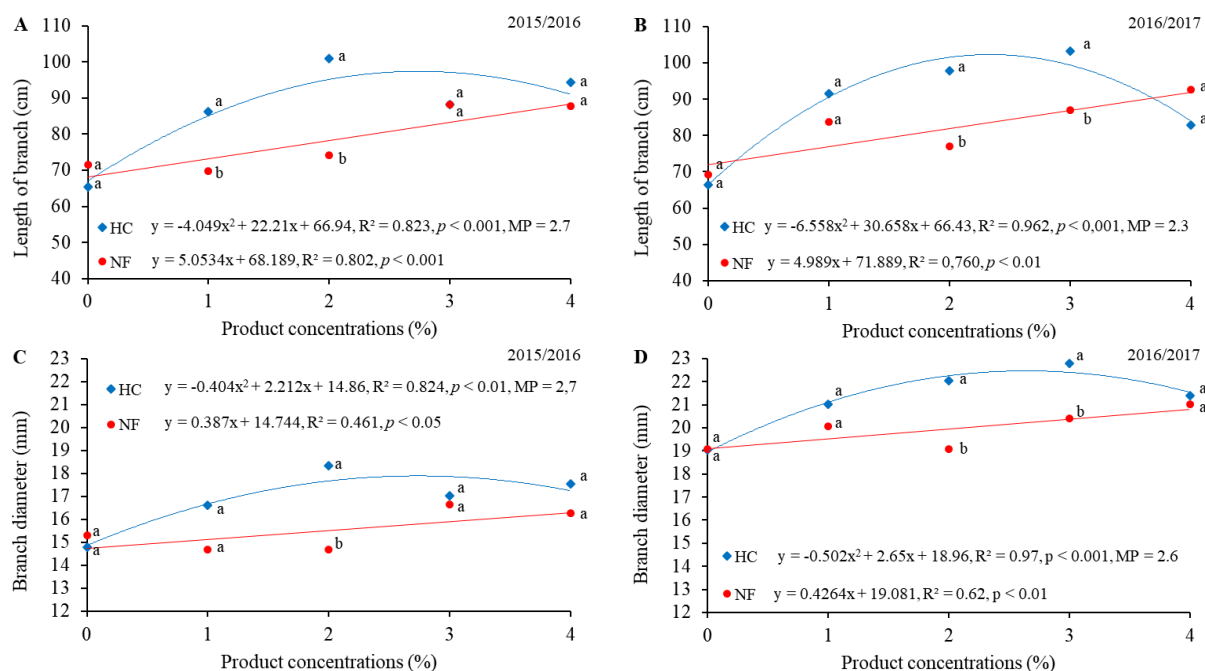 A
2015/2016
110
100
90
80
70
60
50
40
Length of branch (cm)
a
a
a
a
a
a
a
b
b
a
HC y = -4.049x² + 22.21x + 66.94, R² = 0.823, p < 0.001, MP = 2.7
NF y = 5.0534x + 68.189, R² = 0.802, p < 0.001
0 1 2 3 4
Product concentrations (%)
B
2016/2017
110
100
90
80
70
60
50
40
Length of branch (cm)
a
a
a
a
a
a
b
b
a
a
HC y = -6.558x² + 30.658x + 66.43, R² = 0.962, p < 0,001, MP = 2.3
NF y = 4.989x + 71.889, R² = 0,760, p < 0.01
0 1 2 3 4
Product concentrations (%)
C
2015/2016
23
22
21
20
19
18
17
16
15
14
13
12
Branch diameter (mm)
HC y = -0.404x² + 2.212x + 14.86, R² = 0.824, p < 0.01, MP = 2,7
NF y = 0.387x + 14.744, R² = 0.461, p < 0.05
a
a
a
a
a
a
a
a
a
b
0 1 2 3 4
Product concentrations (%)
D
2016/2017
23
22
21
20
19
18
17
16
15
14
13
12
Branch diameter (mm)
a
a
a
a
a
b
a
a
a
b
HC y = -0.502x² + 2.65x + 18.96, R² = 0.97, p < 0.001, MP = 2.6
NF y = 0.4264x + 19.081, R² = 0.62, p < 0.01
0 1 2 3 4
Product concentrations (%)